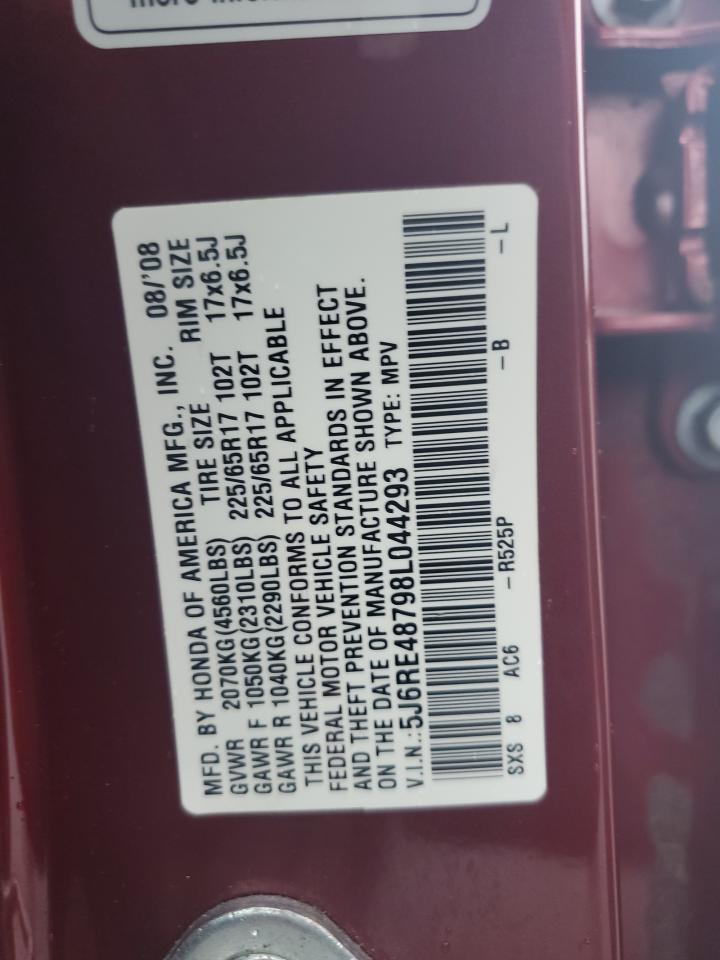 MFD. BY HONDA OF AMERICA MFG., INC. 08/'08
GVWR 2070KG(4560LBS) TIRE SIZE RIM SIZE
GAWR F 1050KG(2310LBS) 225/65R17 102T 17x6.5J
GAWR R 1040KG(2290LBS) 225/65R17 102T 17x6.5J
THIS VEHICLE CONFORMS TO ALL APPLICABLE
FEDERAL MOTOR VEHICLE SAFETY
AND THEFT PREVENTION STANDARDS IN EFFECT
ON THE DATE OF MANUFACTURE SHOWN ABOVE.
V.I.N.:5J6RE48798L044293 TYPE: MPV
SXS 8 AC6 -R525P -B -L